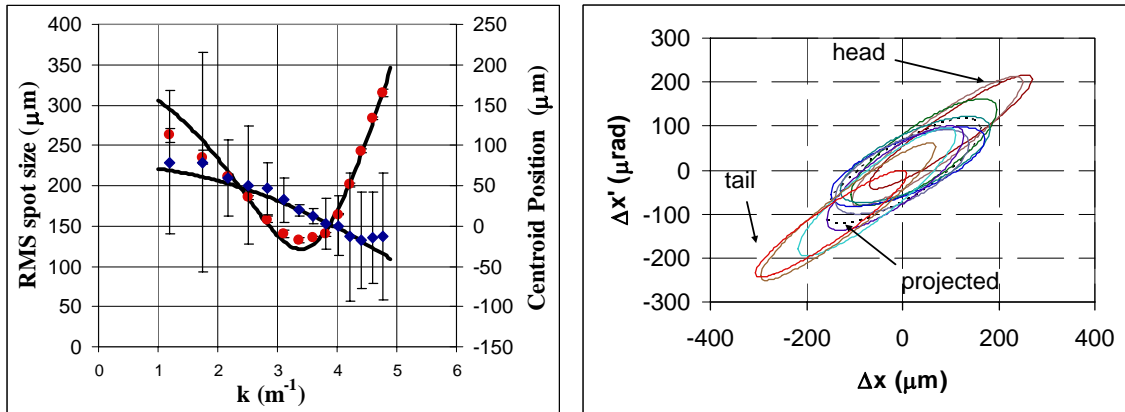 RMS spot size (μm)
400
350
300
250
200
150
100
50
0
0 1 2 3 4 5 6
k (m⁻¹)
250
200
150
100
50
0
-50
-100
-150
Centroid Position (μm)
Δx' (μrad)
300
200
100
0
-100
-200
-300
-400 -200 0 200 400
Δx (μm)
head
tail
projected